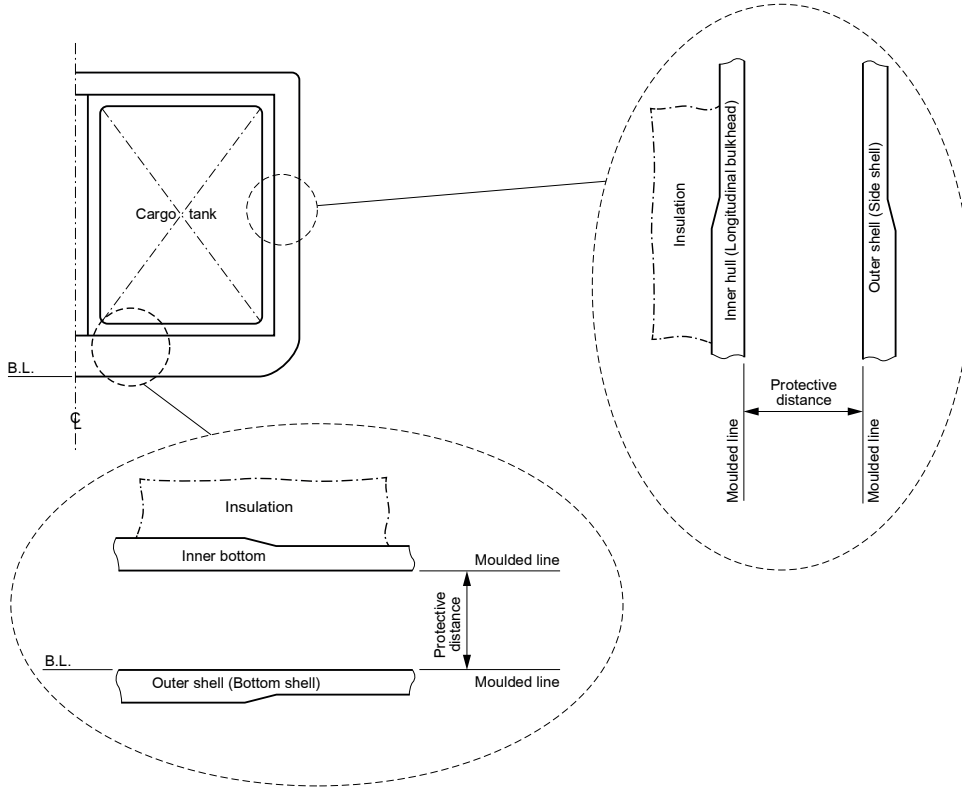 Cargo tank
B.L.
℄
Insulation
Inner hull (Longitudinal bulkhead)
Outer shell (Side shell)
Protective
distance
Moulded line
Moulded line
Insulation
Inner bottom
Moulded line
Protective
distance
B.L.
Outer shell (Bottom shell)
Moulded line